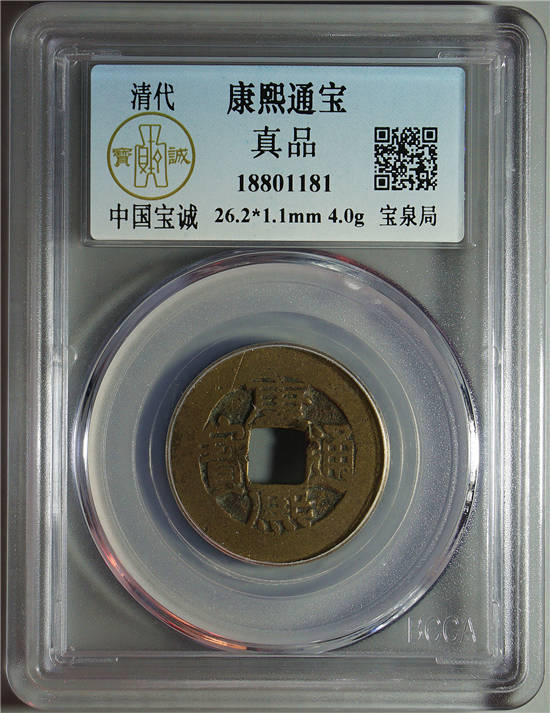 清代
寶 誠
中国宝诚
康熙通宝
真品
18801181
26.2*1.1mm 4.0g 宝泉局
康熙通寶
BCCA